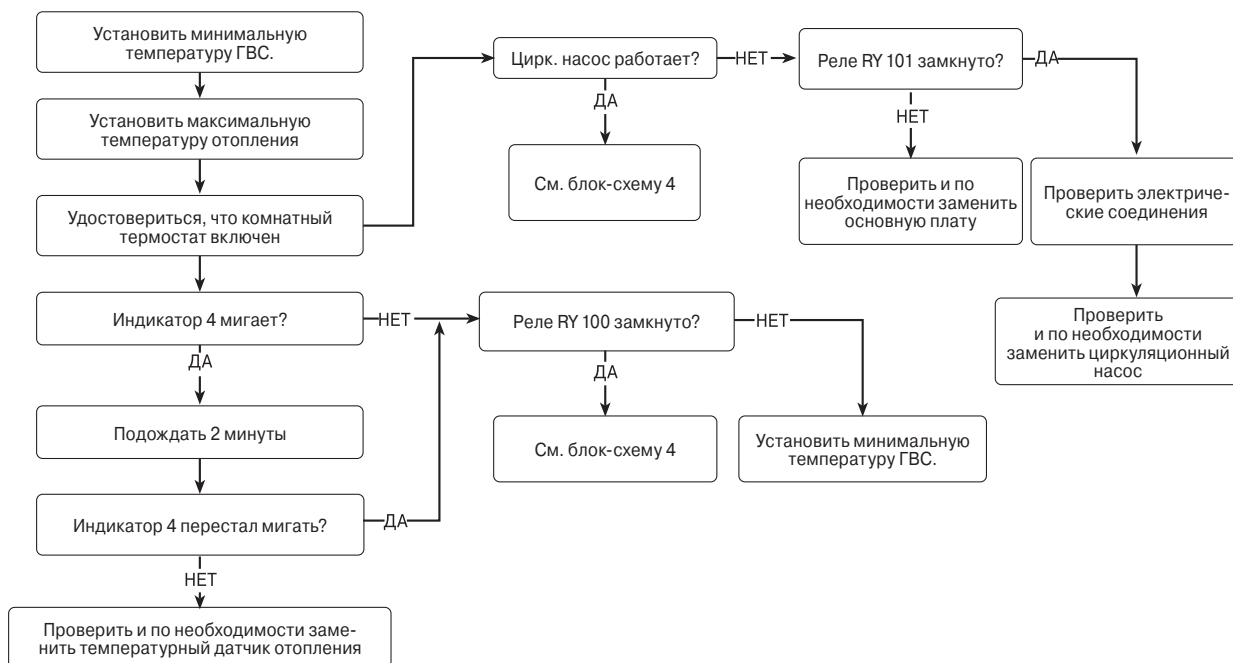 Установить минимальную
температуру ГВС.
Установить максимальную
температуру отопления
Удостовериться, что комнатный
термостат включен
Индикатор 4 мигает?
НЕТ
ДА
Подождать 2 минуты
Индикатор 4 перестал мигать?
ДА
НЕТ
Проверить и по необходимости заме-
нить температурный датчик отопления
Цирк. насос работает?
НЕТ
ДА
См. блок-схему 4
Реле RY 101 замкнуто?
ДА
НЕТ
Проверить и по
необходимости заменить
основную плату
Проверить электриче-
ские соединения
Проверить
и по необходимости
заменить циркуляционный
насос
Реле RY 100 замкнуто?
НЕТ
ДА
См. блок-схему 4
Установить минимальную
температуру ГВС.